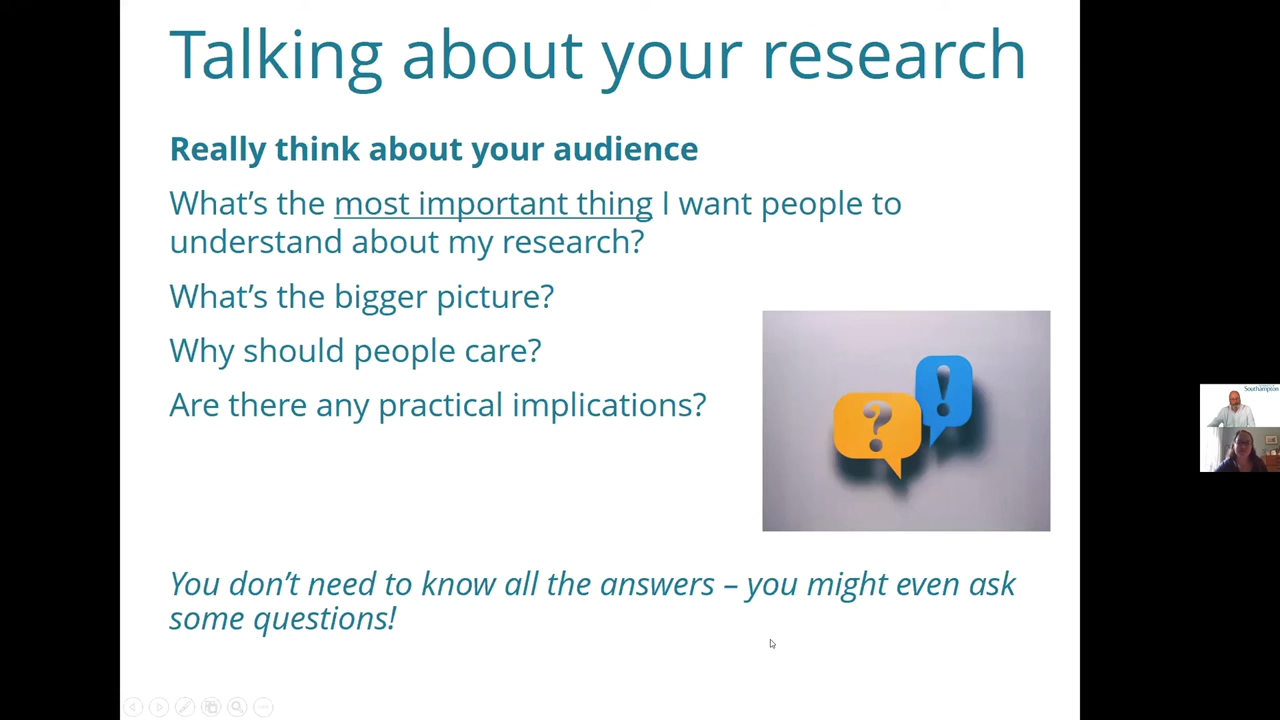 Talking about your research
Really think about your audience
What's the most important thing I want people to
understand about my research?
What's the bigger picture?
Why should people care?
Are there any practical implications?
?
!
You don't need to know all the answers – you might even ask
some questions!
Southampton